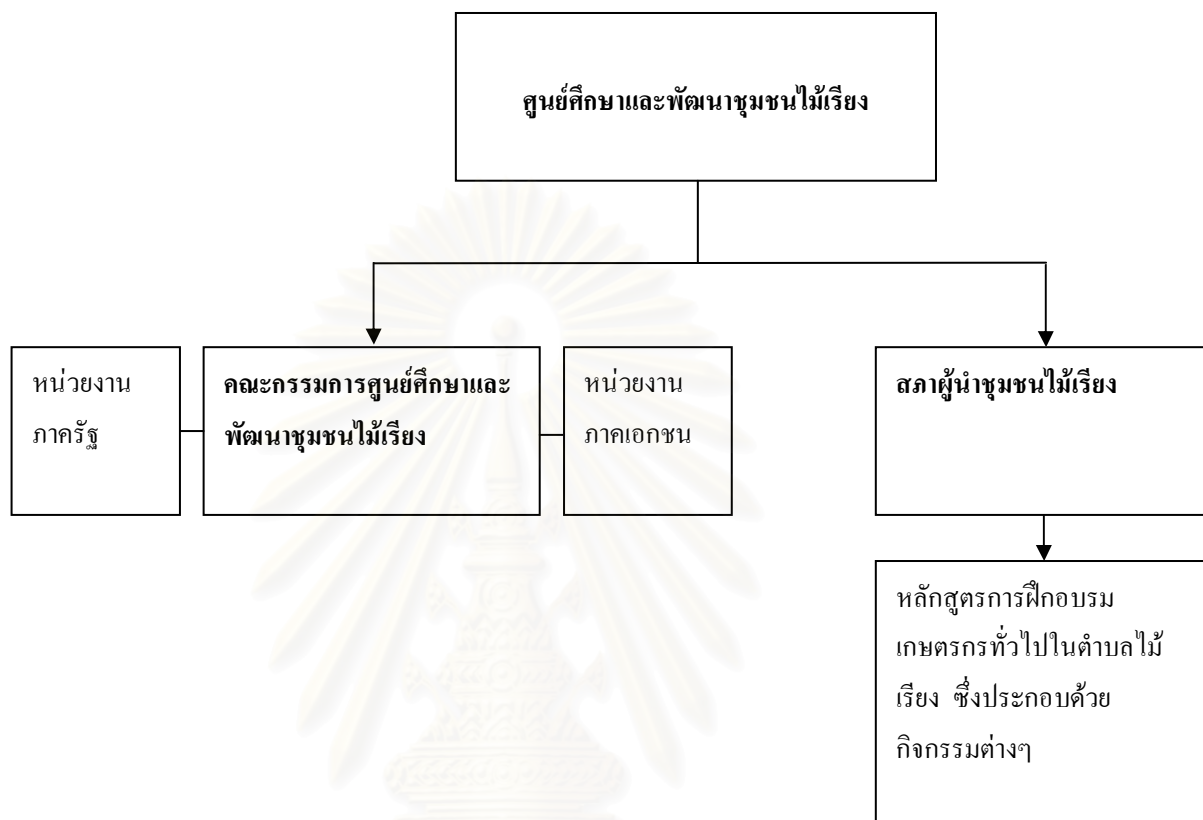 ศูนย์ศึกษาและพัฒนาชุมชนไม้เรียง
หน่วยงาน
ภาครัฐ
คณะกรรมการศูนย์ศึกษาและ
พัฒนาชุมชนไม้เรียง
หน่วยงาน
ภาคเอกชน
สภาผู้นำชุมชนไม้เรียง
หลักสูตรการฝึกอบรม
เกษตรกรทั่วไปในตำบลไม้
เรียง ซึ่งประกอบด้วย
กิจกรรมต่างๆ